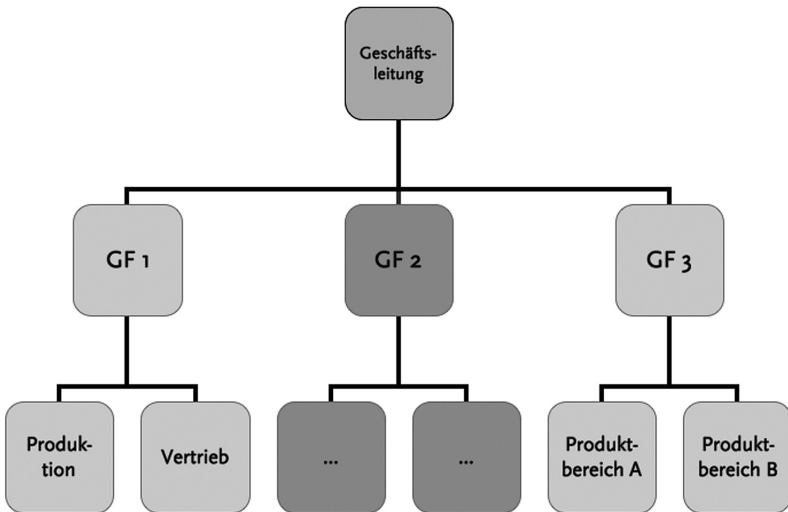 Geschäfts-
leitung
GF 1
GF 2
GF 3
Produk-
tion
Vertrieb
...
...
Produkt-
bereich A
Produkt-
bereich B